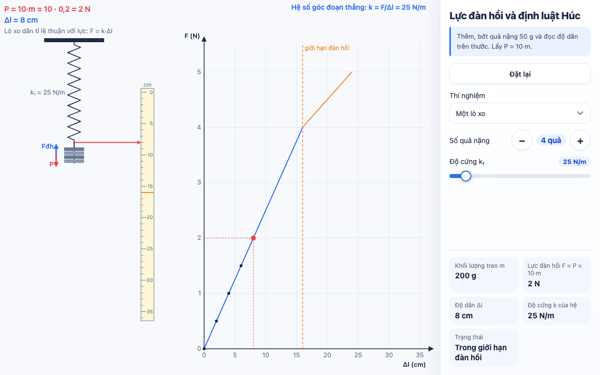 P = 10·m = 10 · 0,2 = 2 N
Δl = 8 cm
Lò xo dãn tỉ lệ thuận với lực: F = k·Δl
k₁ = 25 N/m
Fđh
P
cm
0
5
10
15
20
25
30
35
Hệ số góc đoạn thẳng: k = F/Δl = 25 N/m
F (N)
giới hạn đàn hồi
5
4
3
2
1
0
0
5
10
15
20
25
30
35
Δl (cm)
Lực đàn hồi và định luật Húc
Thêm, bớt quả nặng 50 g và đọc độ dãn
trên thước. Lấy P = 10·m.
Đặt lại
Thí nghiệm
Một lò xo
Số quả nặng
−
4 quả
+
Độ cứng k₁
25 N/m
Khối lượng treo m
200 g
Lực đàn hồi F = P =
10·m
2 N
Độ dãn Δl
8 cm
Độ cứng k của hệ
25 N/m
Trạng thái
Trong giới hạn
đàn hồi